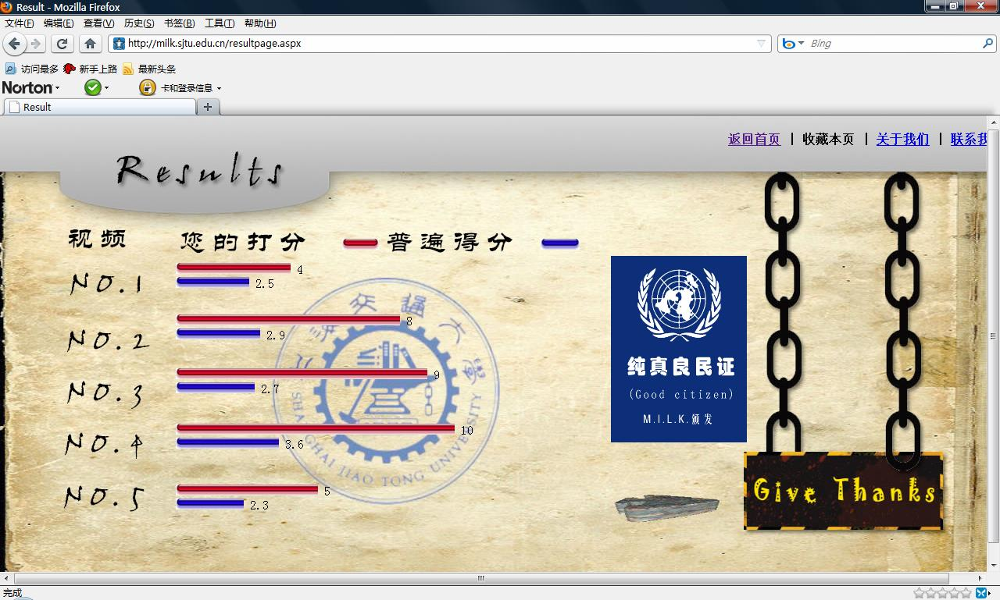 Result - Mozilla Firefox
文件(F) 编辑(E) 查看(V) 历史(S) 书签(B) 工具(T) 帮助(H)
http://milk.sjtu.edu.cn/resultpage.aspx
Bing
访问最多 新手上路 最新头条
Norton 卡和登录信息
Result
返回首页 | 收藏本页 | 关于我们 | 联系我
Results
视频 您的打分 普遍得分
NO.1
4
2.5
NO.2
8
2.9
NO.3
9
2.7
NO.4
10
3.6
NO.5
5
2.3
SHANGHAI JIAO TONG UNIVERSITY
纯真良民证
(Good citizen)
M.I.L.K.颁发
Give Thanks
完成